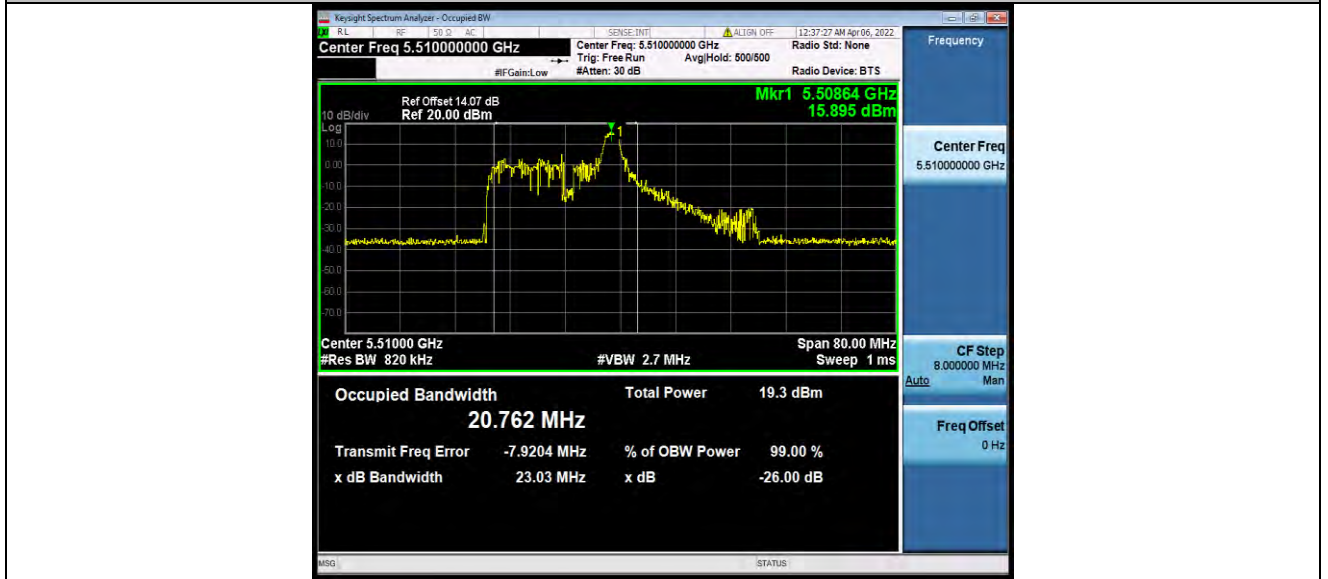 Keysight Spectrum Analyzer - Occupied BW
RL RF 50 Ω AC SENSE:INT ALIGN OFF 12:37:27 AM Apr 06, 2022
Center Freq 5.510000000 GHz
Center Freq: 5.510000000 GHz Radio Std: None
Trig: Free Run Avg|Hold: 500/500
#IFGain:Low #Atten: 30 dB Radio Device: BTS
Mkr1 5.50864 GHz
15.895 dBm
Ref Offset 14.07 dB
10 dB/div Ref 20.00 dBm
Log
10.0
0.00
-10.0
-20.0
-30.0
-40.0
-50.0
-60.0
-70.0
1
Center 5.51000 GHz Span 80.00 MHz
#Res BW 820 kHz #VBW 2.7 MHz Sweep 1 ms
Occupied Bandwidth Total Power 19.3 dBm
20.762 MHz
Transmit Freq Error -7.9204 MHz % of OBW Power 99.00 %
x dB Bandwidth 23.03 MHz x dB -26.00 dB
MSG STATUS
Frequency
Center Freq
5.510000000 GHz
CF Step
8.000000 MHz
Auto Man
Freq Offset
0 Hz